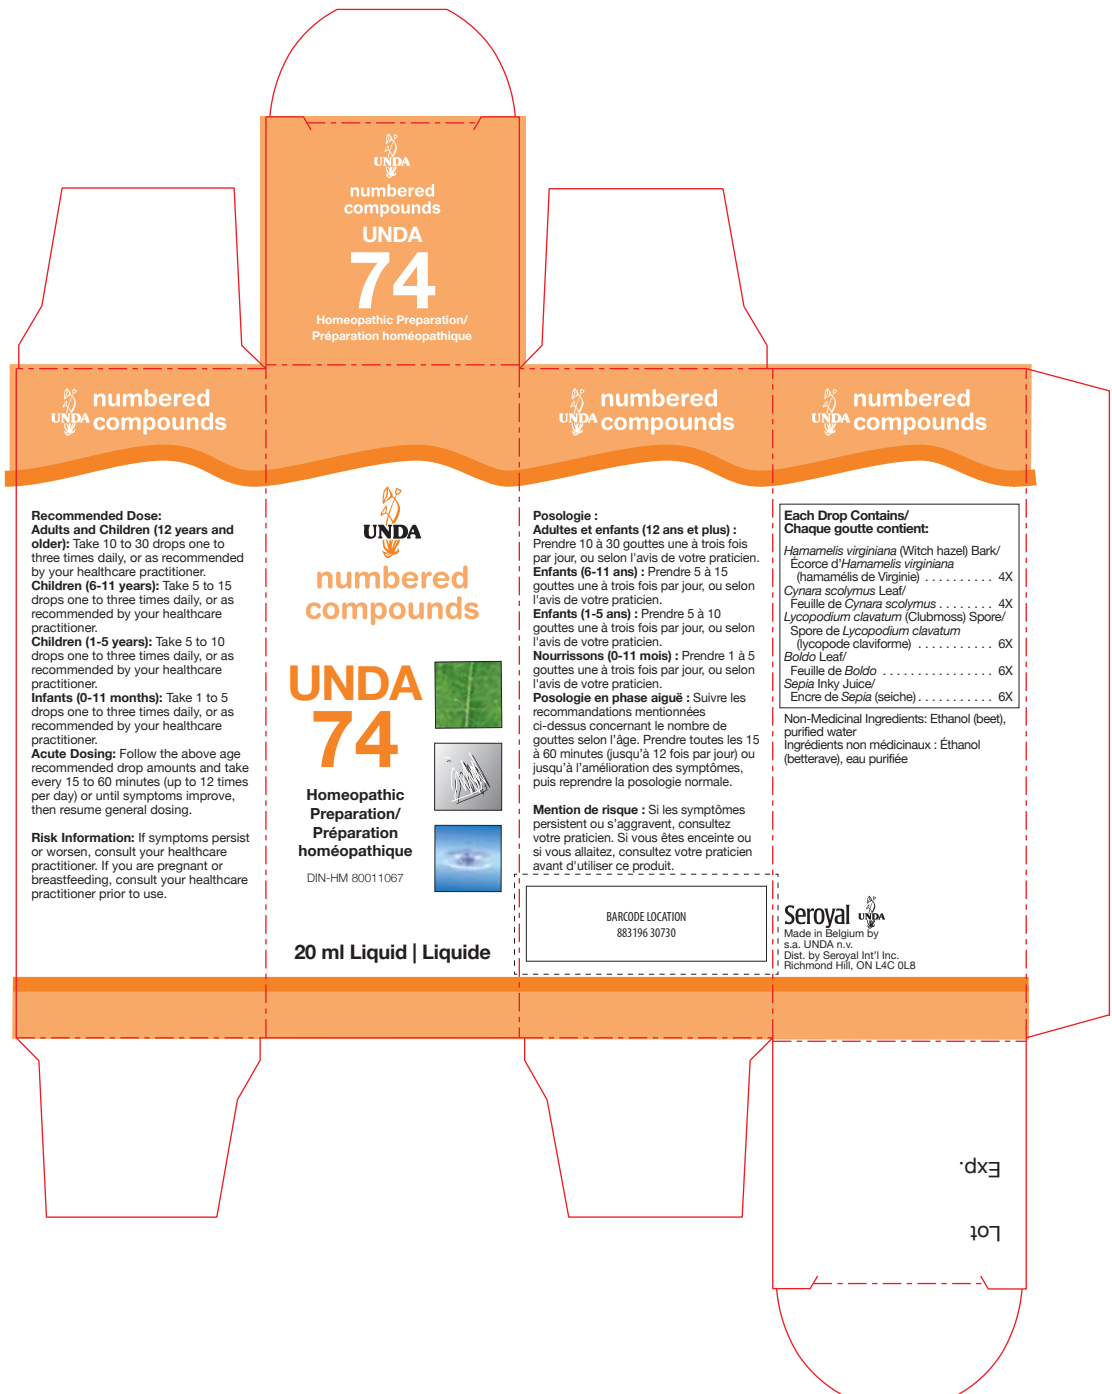 UNDA
numbered
compounds
UNDA
74
Homeopathic Preparation/
Préparation homéopathique
UNDA
numbered
compounds
Recommended Dose:
Adults and Children (12 years and
older): Take 10 to 30 drops one to
three times daily, or as recommended
by your healthcare practitioner.
Children (6-11 years): Take 5 to 15
drops one to three times daily, or as
recommended by your healthcare
practitioner.
Children (1-5 years): Take 5 to 10
drops one to three times daily, or as
recommended by your healthcare
practitioner.
Infants (0-11 months): Take 1 to 5
drops one to three times daily, or as
recommended by your healthcare
practitioner.
Acute Dosing: Follow the above age
recommended drop amounts and take
every 15 to 60 minutes (up to 12 times
per day) or until symptoms improve,
then resume general dosing.
Risk Information: If symptoms persist
or worsen, consult your healthcare
practitioner. If you are pregnant or
breastfeeding, consult your healthcare
practitioner prior to use.
UNDA
numbered
compounds
UNDA
74
Homeopathic
Preparation/
Préparation
homéopathique
DIN-HM 80011067
20 ml Liquid | Liquide
UNDA
numbered
compounds
Posologie :
Adultes et enfants (12 ans et plus) :
Prendre 10 à 30 gouttes une à trois fois
par jour, ou selon l'avis de votre praticien.
Enfants (6-11 ans) : Prendre 5 à 15
gouttes une à trois fois par jour, ou selon
l'avis de votre praticien.
Enfants (1-5 ans) : Prendre 5 à 10
gouttes une à trois fois par jour, ou selon
l'avis de votre praticien.
Nourrissons (0-11 mois) : Prendre 1 à 5
gouttes une à trois fois par jour, ou selon
l'avis de votre praticien.
Posologie en phase aiguë : Suivre les
recommandations mentionnées
ci-dessus concernant le nombre de
gouttes selon l’âge. Prendre toutes les 15
à 60 minutes (jusqu’à 12 fois par jour) ou
jusqu’à l’amélioration des symptômes,
puis reprendre la posologie normale.
Mention de risque : Si les symptômes
persistent ou s’aggravent, consultez
votre praticien. Si vous êtes enceinte ou
si vous allaitez, consultez votre praticien
avant d'utiliser ce produit.
BARCODE LOCATION
883196 30730
UNDA
numbered
compounds
Each Drop Contains/
Chaque goutte contient:
Hamamelis virginiana (Witch hazel) Bark/
Écorce d’Hamamelis virginiana
(hamamélis de Virginie) . . . . . . . . . . 4X
Cynara scolymus Leaf/
Feuille de Cynara scolymus . . . . . . . 4X
Lycopodium clavatum (Clubmoss) Spore/
Spore de Lycopodium clavatum
(lycopode claviforme) . . . . . . . . . . . 6X
Boldo Leaf/
Feuille de Boldo . . . . . . . . . . . . . . . . 6X
Sepia Inky Juice/
Encre de Sepia (seiche) . . . . . . . . . . . 6X
Non-Medicinal Ingredients: Ethanol (beet),
purified water
Ingrédients non médicinaux : Éthanol
(betterave), eau purifiée
Seroyal UNDA
Made in Belgium by
s.a. UNDA n.v.
Dist. by Seroyal Int’l Inc.
Richmond Hill, ON L4C 0L8
Exp.
Lot